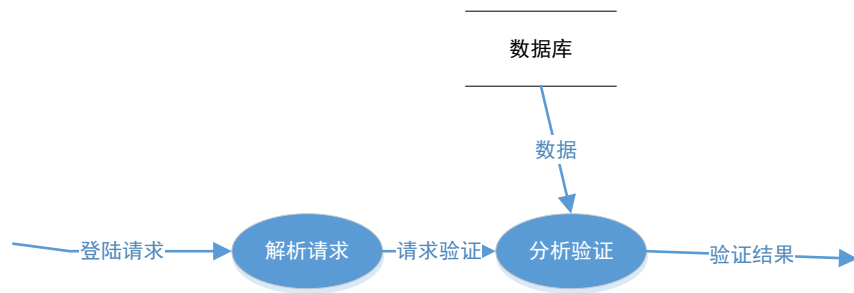 数据库
数据
登陆请求
解析请求
请求验证
分析验证
验证结果